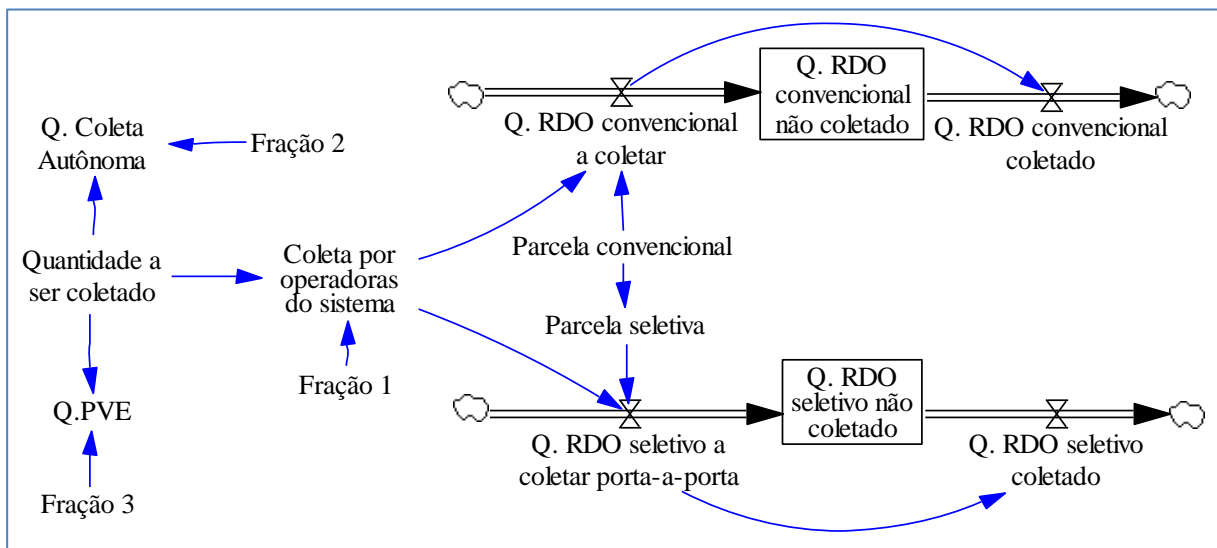 Q. Coleta
Autônoma
Fração 2
Quantidade a
ser coletado
Coleta por
operadoras
do sistema
Fração 1
Q.PVE
Fração 3
Q. RDO convencional
a coletar
Q. RDO
convencional
não coletado
Q. RDO convencional
coletado
Parcela convencional
Parcela seletiva
Q. RDO seletivo a
coletar porta-a-porta
Q. RDO
seletivo não
coletado
Q. RDO seletivo
coletado